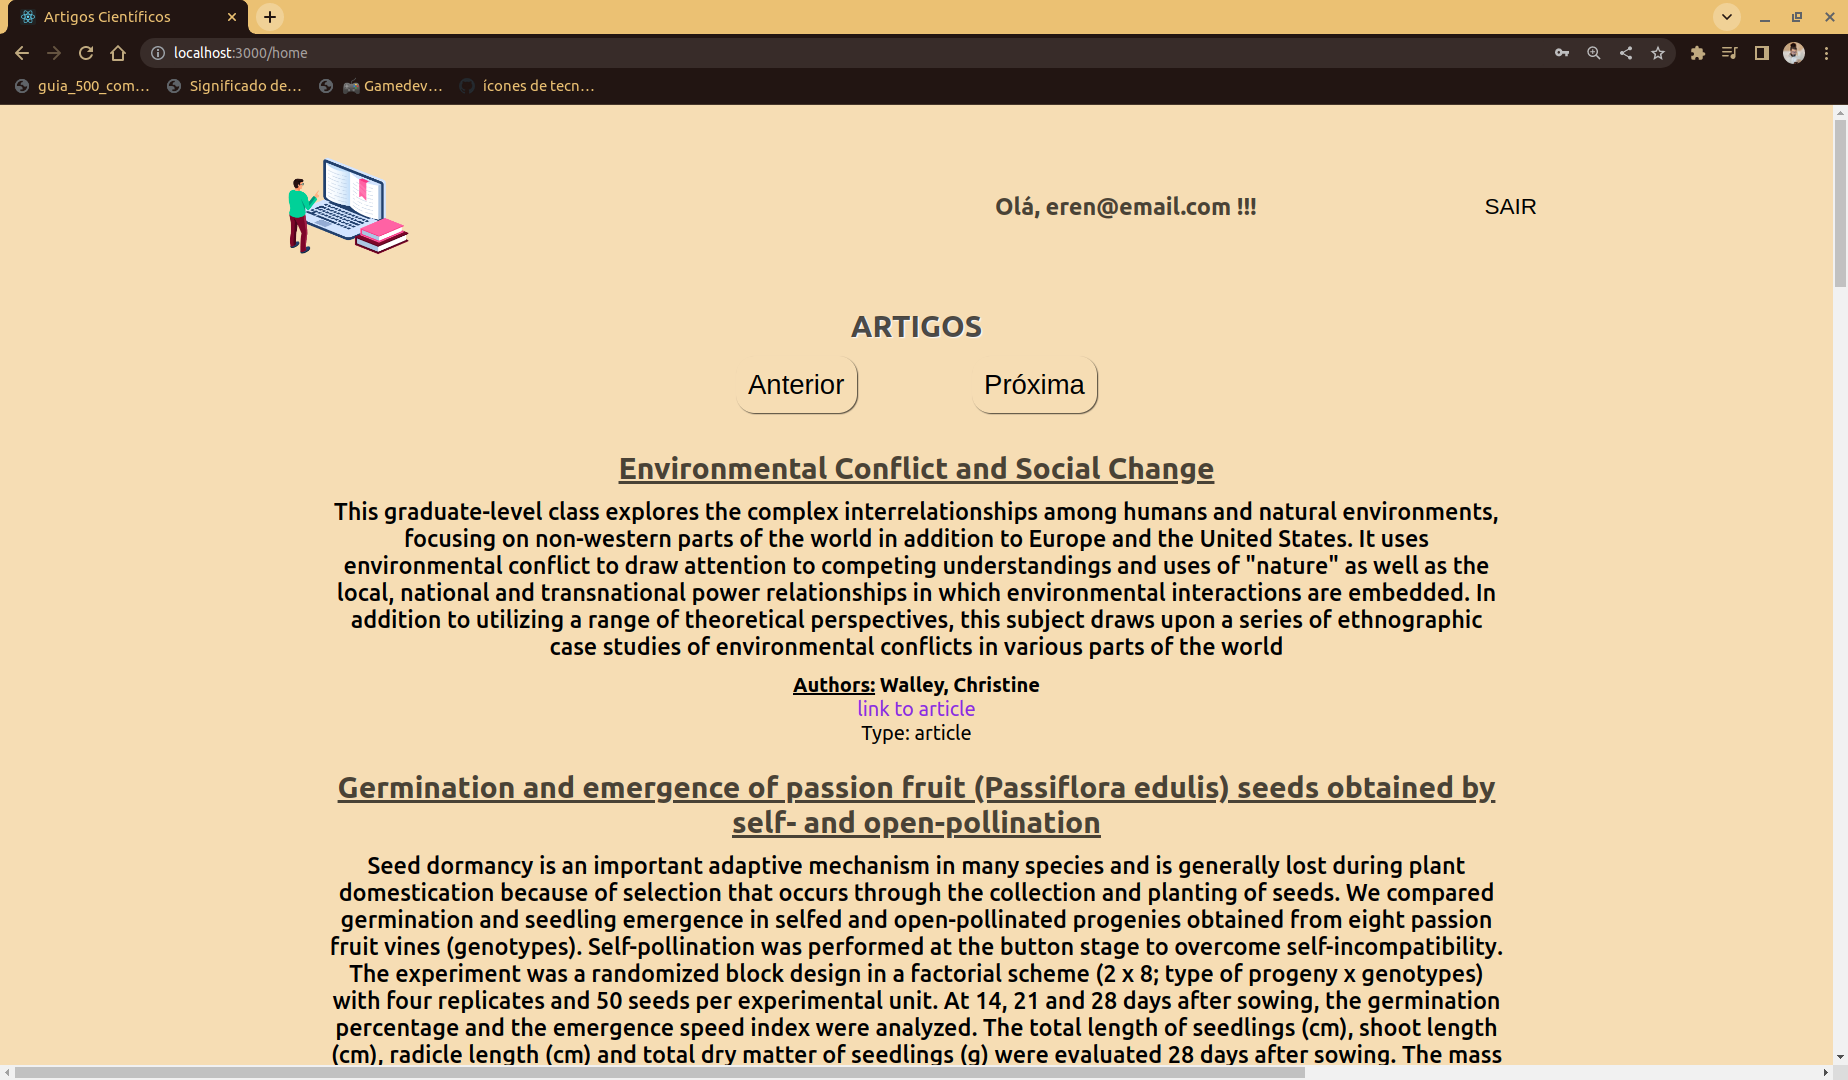 Artigos Científicos
localhost:3000/home
guia_500_com...
Significado de...
Gamedev...
ícones de tecn...
Olá, eren@email.com !!!
SAIR
ARTIGOS
Anterior
Próxima
Environmental Conflict and Social Change
This graduate-level class explores the complex interrelationships among humans and natural environments,
focusing on non-western parts of the world in addition to Europe and the United States. It uses
environmental conflict to draw attention to competing understandings and uses of "nature" as well as the
local, national and transnational power relationships in which environmental interactions are embedded. In
addition to utilizing a range of theoretical perspectives, this subject draws upon a series of ethnographic
case studies of environmental conflicts in various parts of the world
Authors: Walley, Christine
link to article
Type: article
Germination and emergence of passion fruit (Passiflora edulis) seeds obtained by
self- and open-pollination
Seed dormancy is an important adaptive mechanism in many species and is generally lost during plant
domestication because of selection that occurs through the collection and planting of seeds. We compared
germination and seedling emergence in selfed and open-pollinated progenies obtained from eight passion
fruit vines (genotypes). Self-pollination was performed at the button stage to overcome self-incompatibility.
The experiment was a randomized block design in a factorial scheme (2 x 8; type of progeny x genotypes)
with four replicates and 50 seeds per experimental unit. At 14, 21 and 28 days after sowing, the germination
percentage and the emergence speed index were analyzed. The total length of seedlings (cm), shoot length
(cm), radicle length (cm) and total dry matter of seedlings (g) were evaluated 28 days after sowing. The mass